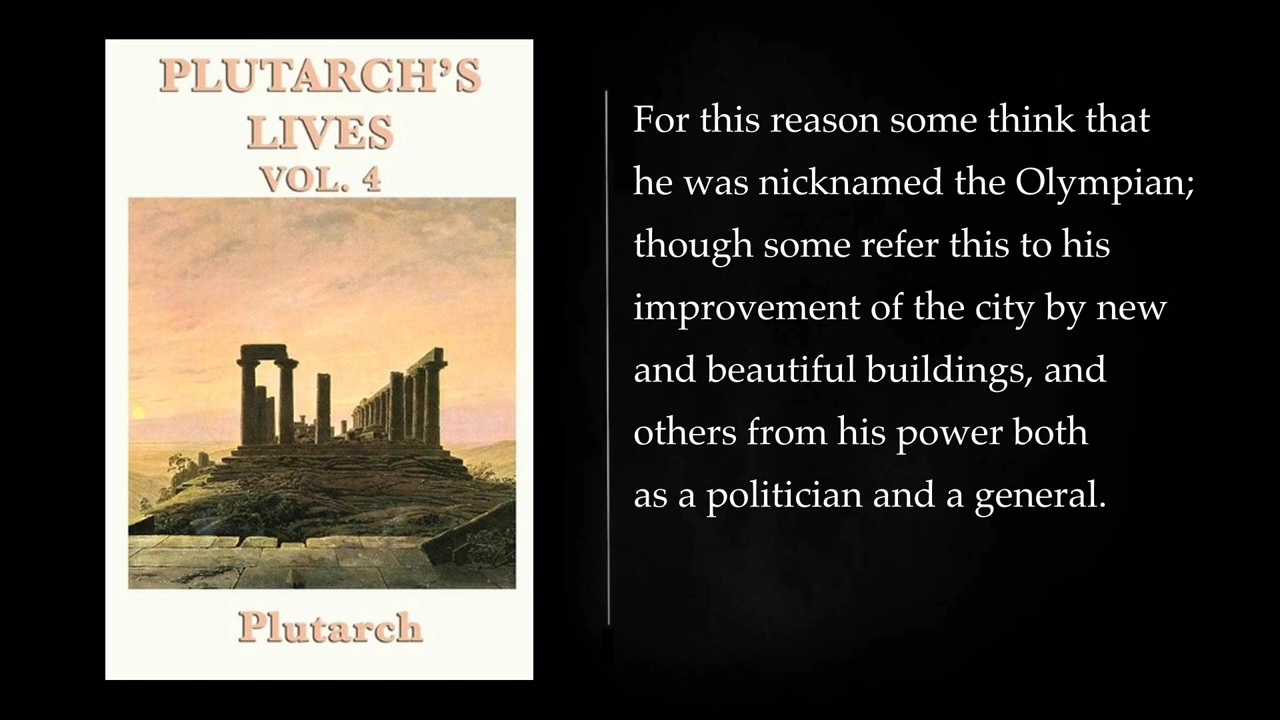 PLUTARCH'S
LIVES
VOL. 4
Plutarch
For this reason some think that
he was nicknamed the Olympian;
though some refer this to his
improvement of the city by new
and beautiful buildings, and
others from his power both
as a politician and a general.